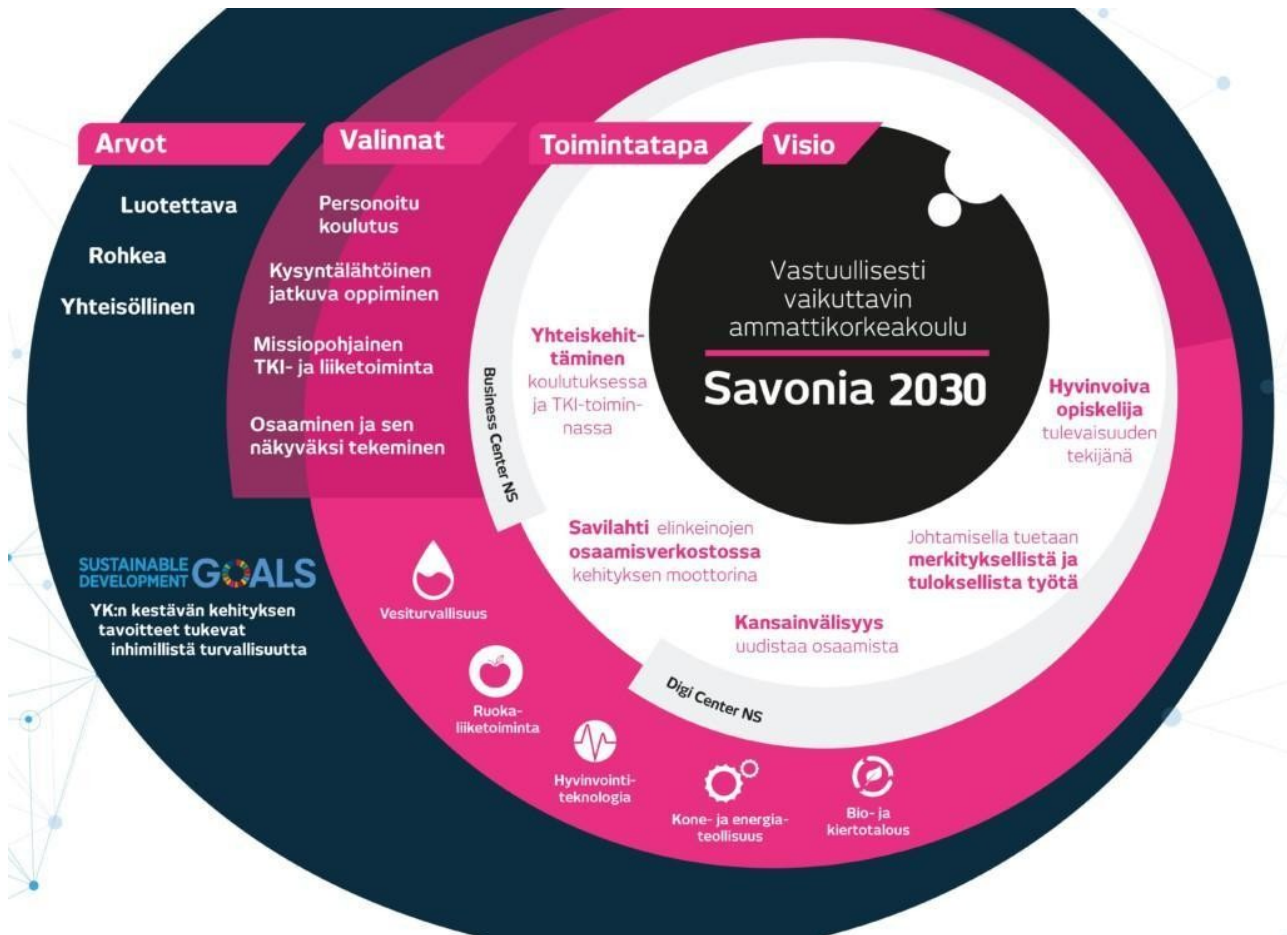 Arvot
Luotettava
Rohkea
Yhteisöllinen
SUSTAINABLE
DEVELOPMENT
GOALS
YK:n kestävän kehityksen
tavoitteet tukevat
inhimillistä turvallisuutta
Valinnat
Personoitu
koulutus
Kysyntälähtöinen
jatkuva oppiminen
Missiopohjainen
TKI- ja liiketoiminta
Osaaminen ja sen
näkyväksi tekeminen
Vesiturvallisuus
Ruoka-
liiketoiminta
Hyvinvointi-
teknologia
Kone- ja energia-
teollisuus
Bio- ja
kiertotalous
Business Center NS
Digi Center NS
Toimintatapa
Yhteiskehit-
täminen
koulutuksessa
ja TKI-toimin-
nassa
Savilahti elinkeinojen
osaamisverkostossa
kehityksen moottorina
Kansainvälisyys
uudistaa osaamista
Johtamisella tuetaan
merkityksellistä ja
tuloksellista työtä
Hyvinvoiva
opiskelija
tulevaisuuden
tekijänä
Visio
Vastuullisesti
vaikuttavin
ammattikorkeakoulu
Savonia 2030